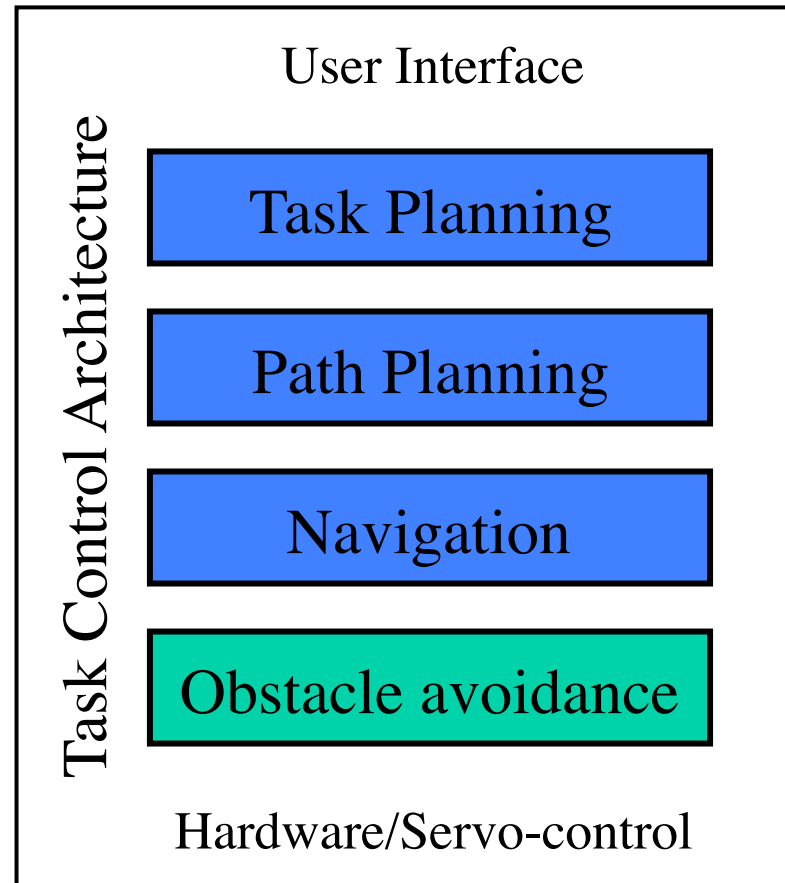 User Interface
Task Control Architecture
Task Planning
Path Planning
Navigation
Obstacle avoidance
Hardware/Servo-control